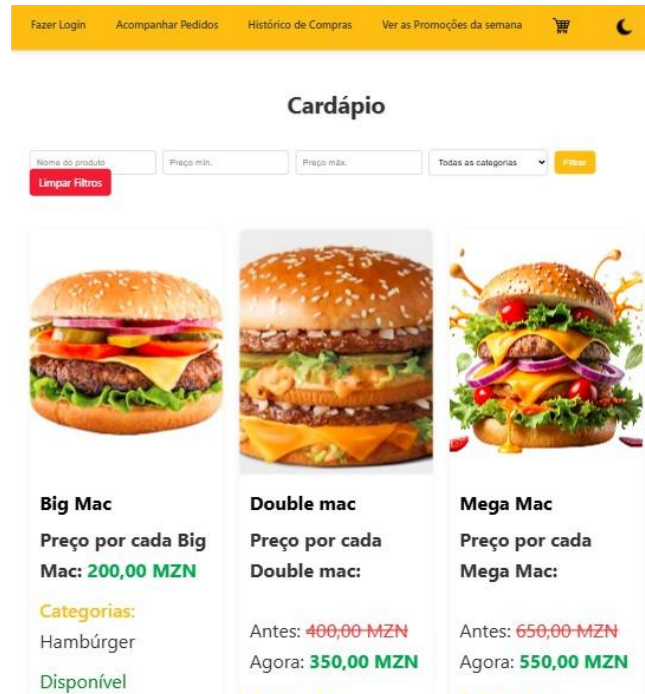 Fazer Login Acompanhar Pedidos Histórico de Compras Ver as Promoções da semana
Cardápio
Nome do produto Preço mín. Preço máx. Todas as categorias Filtrar
Limpar Filtros
Big Mac
Preço por cada Big
Mac: 200,00 MZN
Categorias:
Hambúrger
Disponível
Double mac
Preço por cada
Double mac:
Antes: 400,00 MZN
Agora: 350,00 MZN
Mega Mac
Preço por cada
Mega Mac:
Antes: 650,00 MZN
Agora: 550,00 MZN